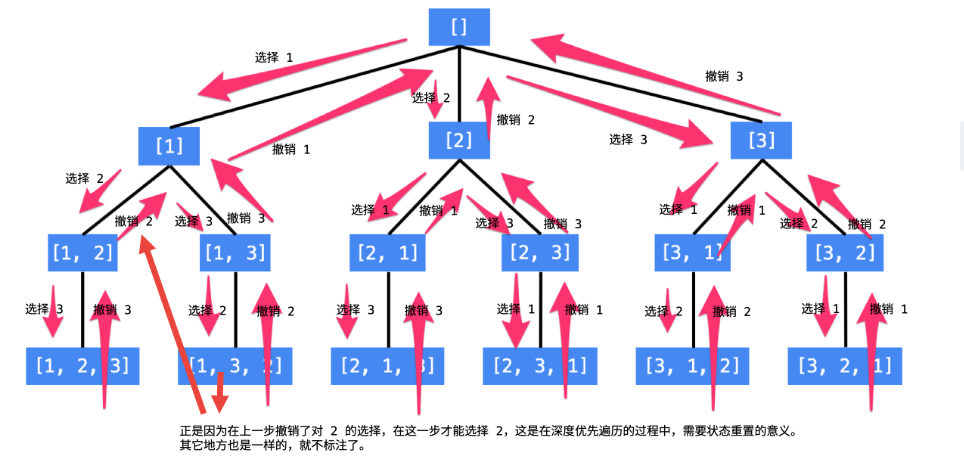 []
选择 1
撤销 3
选择 2
撤销 2
选择 3
撤销 1
[1]
[2]
[3]
选择 2
撤销 2
选择 3
撤销 3
选择 1
撤销 1
选择 3
撤销 3
选择 1
撤销 1
选择 2
撤销 2
[1, 2]
[1, 3]
[2, 1]
[2, 3]
[3, 1]
[3, 2]
选择 3
撤销 3
选择 2
撤销 2
选择 3
撤销 3
选择 1
撤销 1
选择 2
撤销 2
选择 1
撤销 1
[1, 2, 3]
[1, 3, 2]
[2, 1, 3]
[2, 3, 1]
[3, 1, 2]
[3, 2, 1]
正是因为在上一步撤销了对 2 的选择，在这一步才能选择 2，这是在深度优先遍历的过程中，需要状态重置的意义。
其它地方也是一样的，就不标注了。